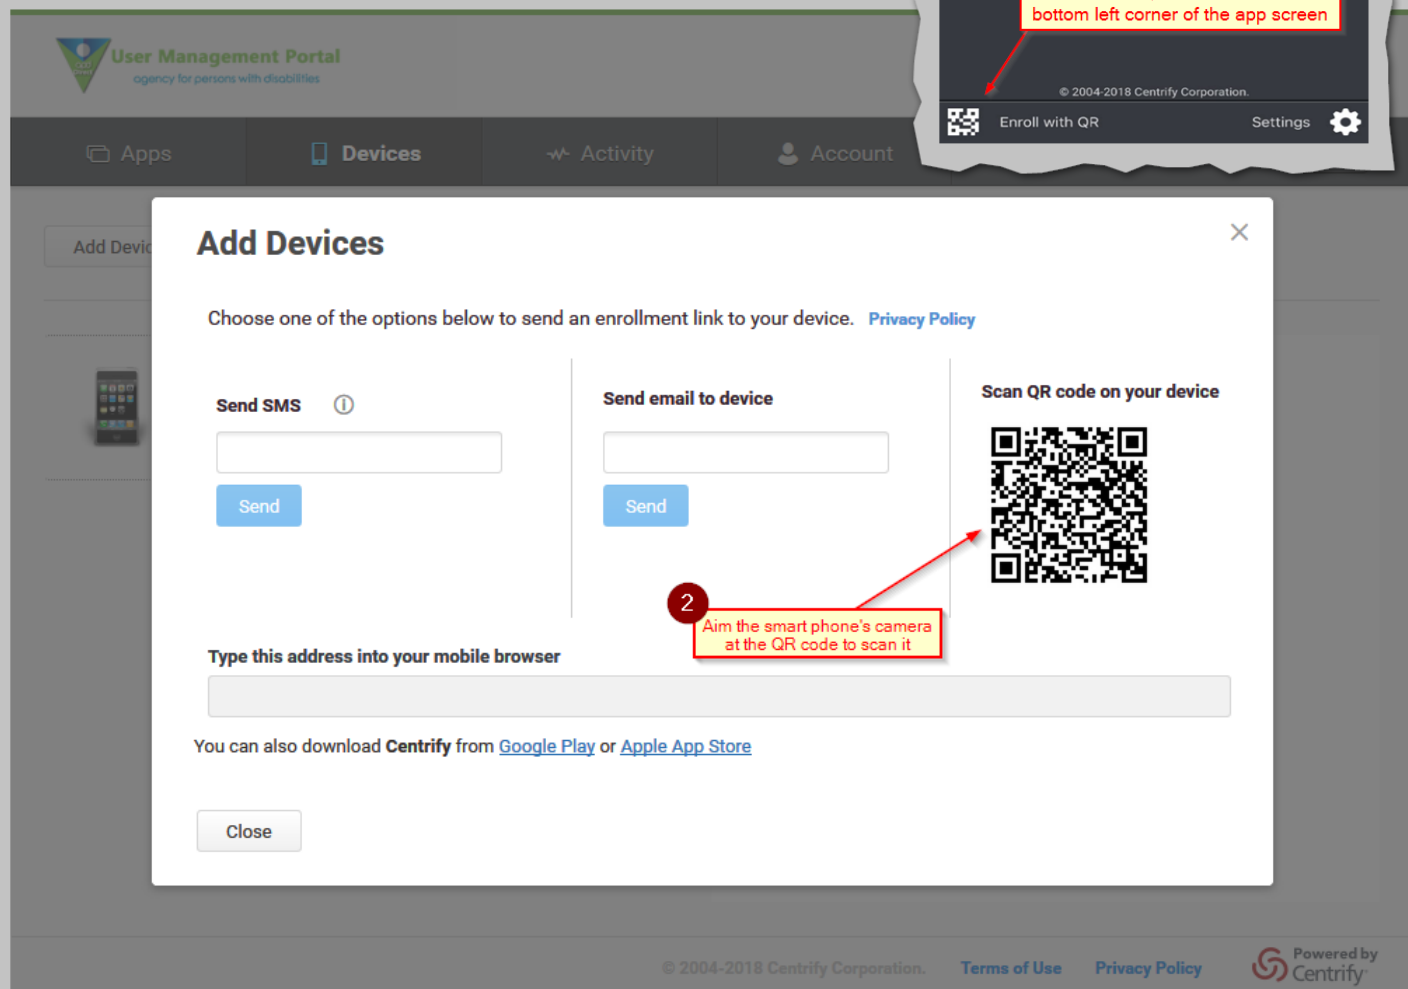 bottom left corner of the app screen
User Management Portal
agency for persons with disabilities
© 2004-2018 Centrify Corporation.
Enroll with QR
Settings
Apps
Devices
Activity
Account
Add Devic
Add Devices
Choose one of the options below to send an enrollment link to your device. Privacy Policy
Send SMS
Send email to device
Scan QR code on your device
Send
Send
2
Aim the smart phone's camera
at the QR code to scan it
Type this address into your mobile browser
You can also download Centrify from Google Play or Apple App Store
Close
© 2004-2018 Centrify Corporation.
Terms of Use
Privacy Policy
Powered by
Centrify